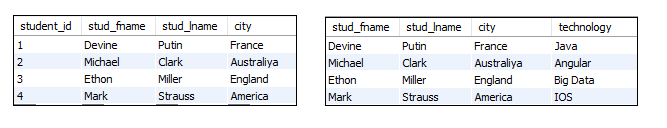 student_id stud_fname stud_lname city
1 Devine Putin France
2 Michael Clark Australiya
3 Ethon Miller England
4 Mark Strauss America
stud_fname stud_lname city technology
Devine Putin France Java
Michael Clark Australiya Angular
Ethon Miller England Big Data
Mark Strauss America IOS